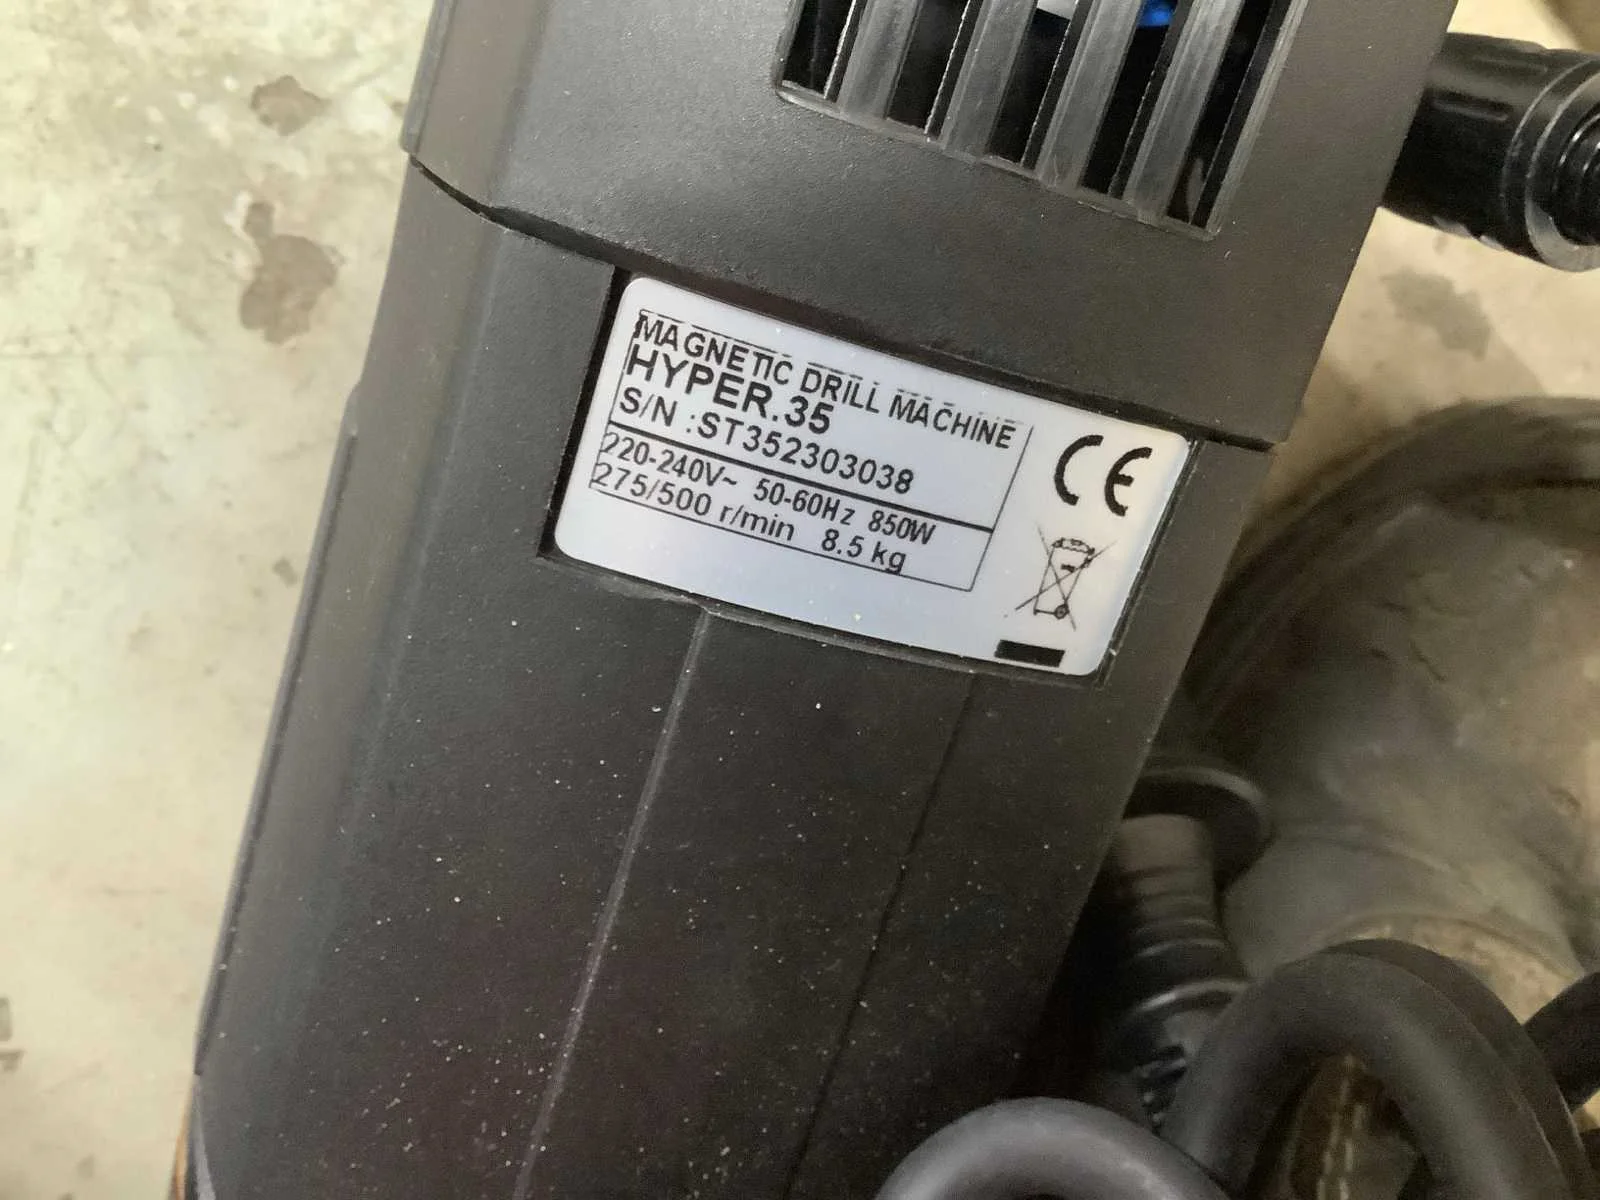 MAGNETIC DRILL MACHINE
HYPER.35
S/N :ST352303038
220-240V~ 50-60Hz 850W
275/500 r/min 8.5 kg
CE